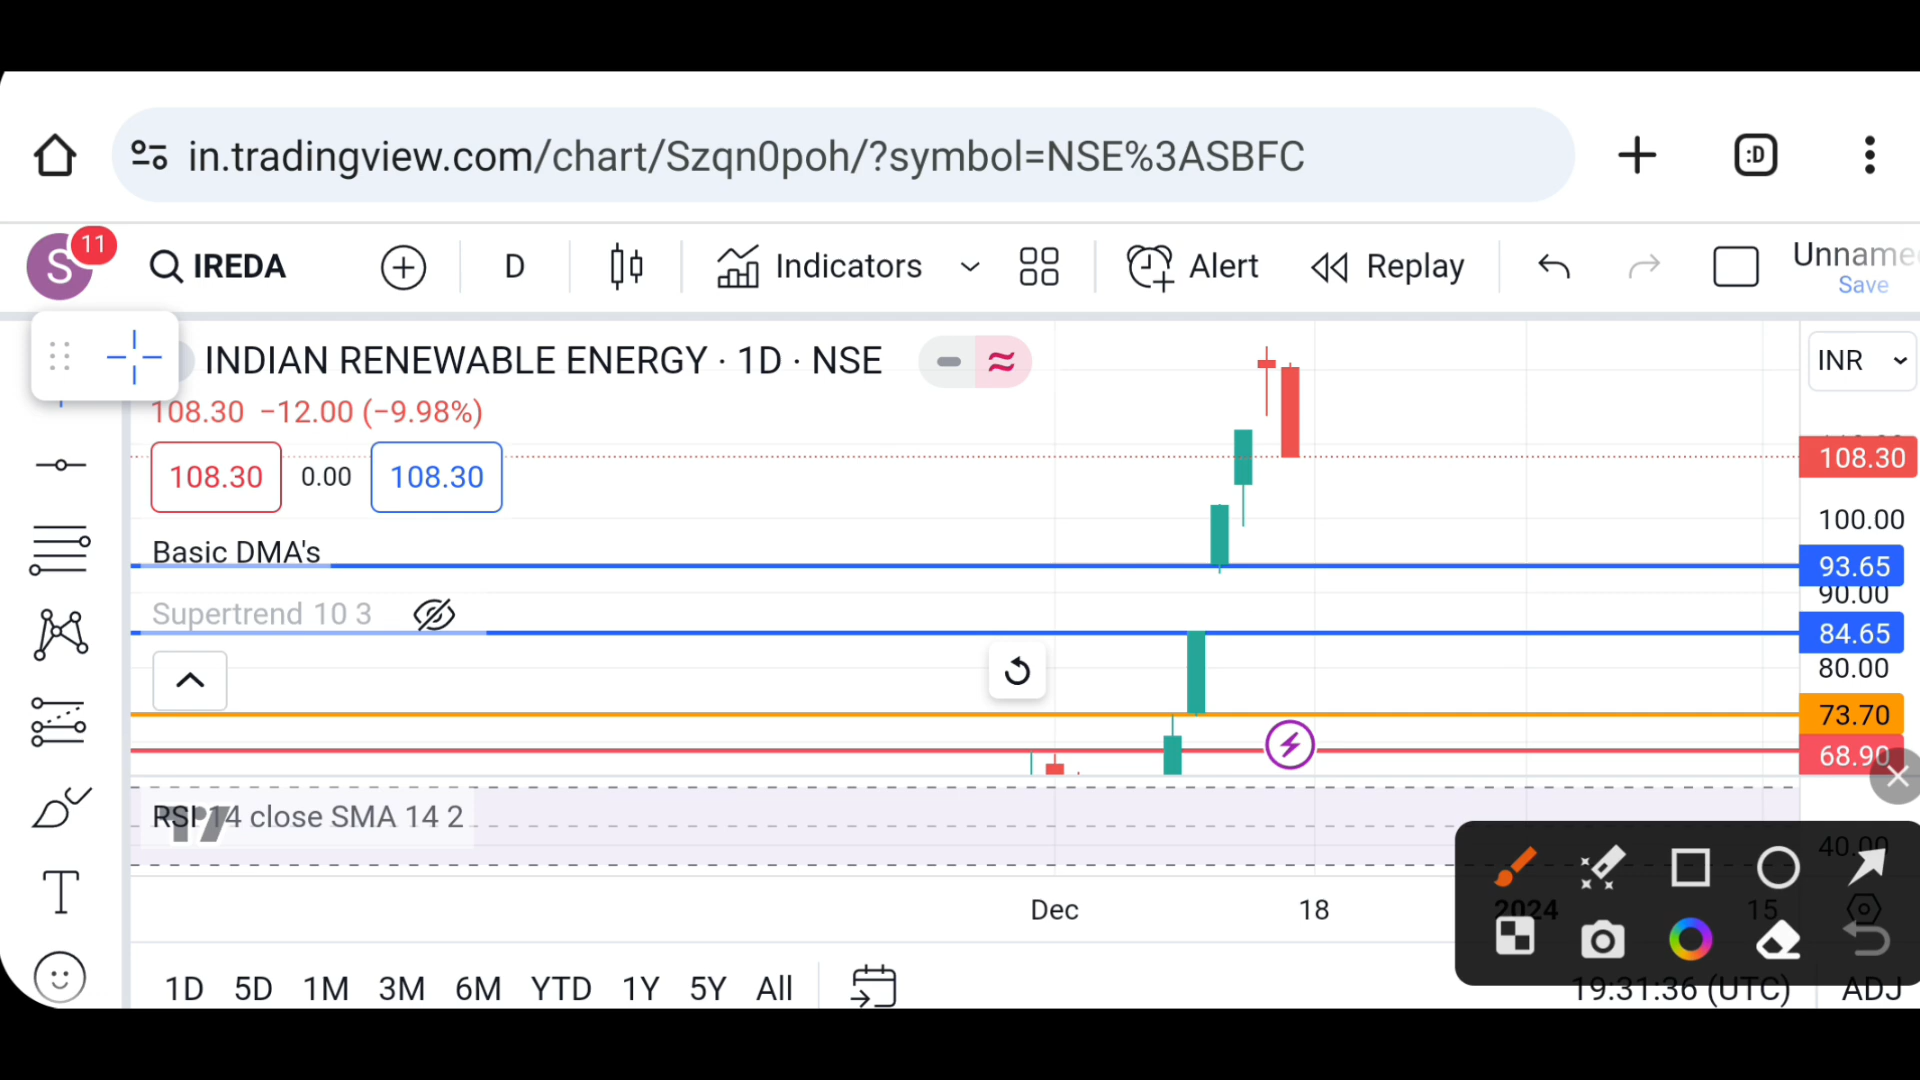 in.tradingview.com/chart/Szqn0poh/?symbol=NSE%3ASBFC
:D
S 11 IREDA D Indicators Alert Replay Unname
Save
INDIAN RENEWABLE ENERGY · 1D · NSE
INR
108.30 −12.00 (−9.98%)
108.30 0.00 108.30
108.30
100.00
Basic DMA's
93.65
90.00
Supertrend 10 3
84.65
80.00
73.70
68.90
RSI 14 close SMA 14 2
40.00
Dec 18 2024 15
1D 5D 1M 3M 6M YTD 1Y 5Y All
19:31:36 (UTC) ADJ